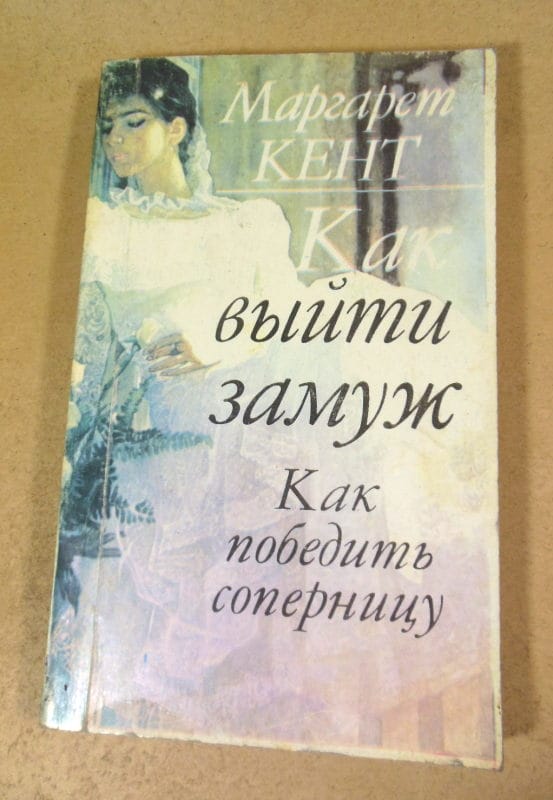 Маргарет
КЕНТ
Как
выйти
замуж
Как
победить
соперницу